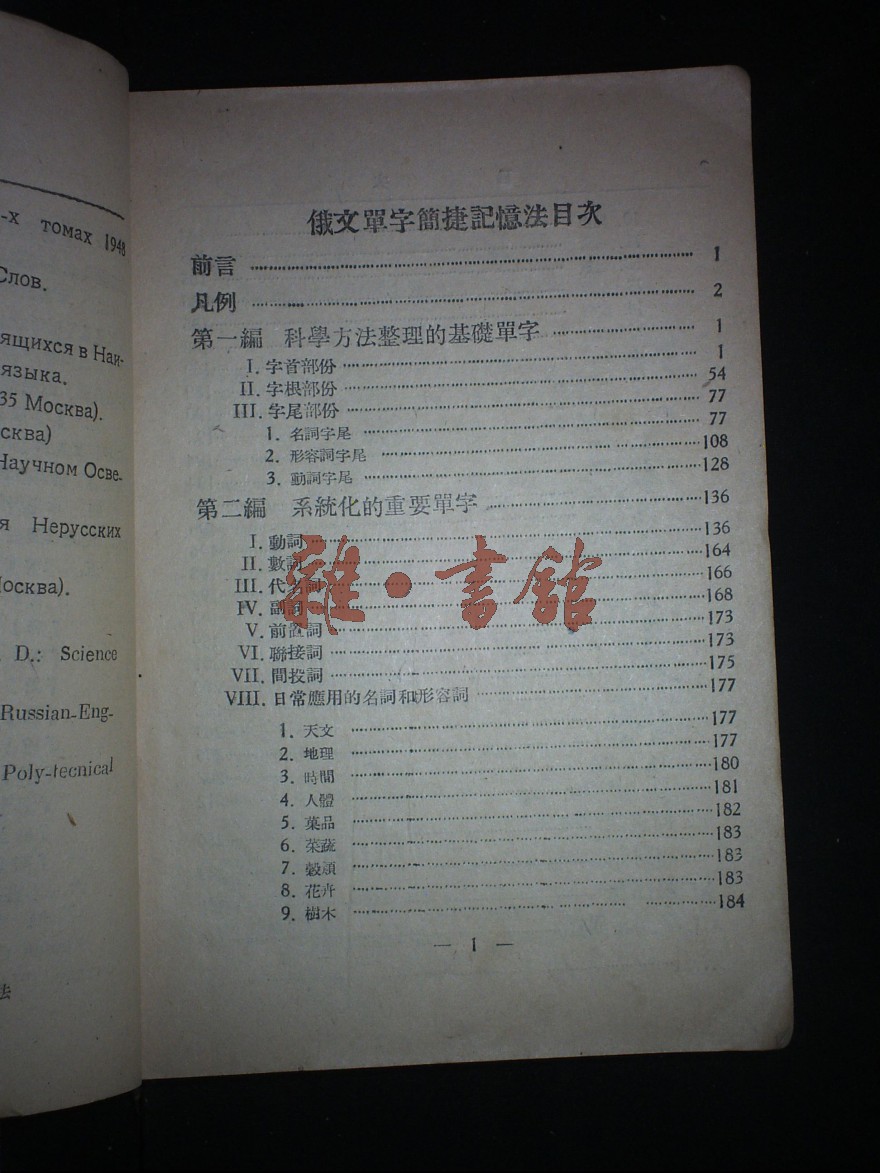 -х томах 1948
Слов.
ящихся в Наи-
языка.
35 Москва).
сква)
Научном Осве-
я Нерусских
Москва).
D.: Science
Russian-Eng-
Poly-tecnical
法
俄文單字簡捷記憶法目次
前言 1
凡例 2
第一編 科學方法整理的基礎單字 1
I. 字首部份 1
II. 字根部份 54
III. 字尾部份 77
1. 名詞字尾 77
2. 形容詞字尾 108
3. 動詞字尾 128
第二編 系統化的重要單字 136
I. 動詞 136
II. 數詞 164
III. 代名詞 166
IV. 副詞 168
V. 前置詞 173
VI. 聯接詞 173
VII. 間投詞 175
VIII. 日常應用的名詞和形容詞 177
1. 天文 177
2. 地理 177
3. 時間 180
4. 人體 181
5. 菓品 182
6. 菜蔬 183
7. 穀類 183
8. 花卉 183
9. 樹木 184
— 1 —
雜·書館